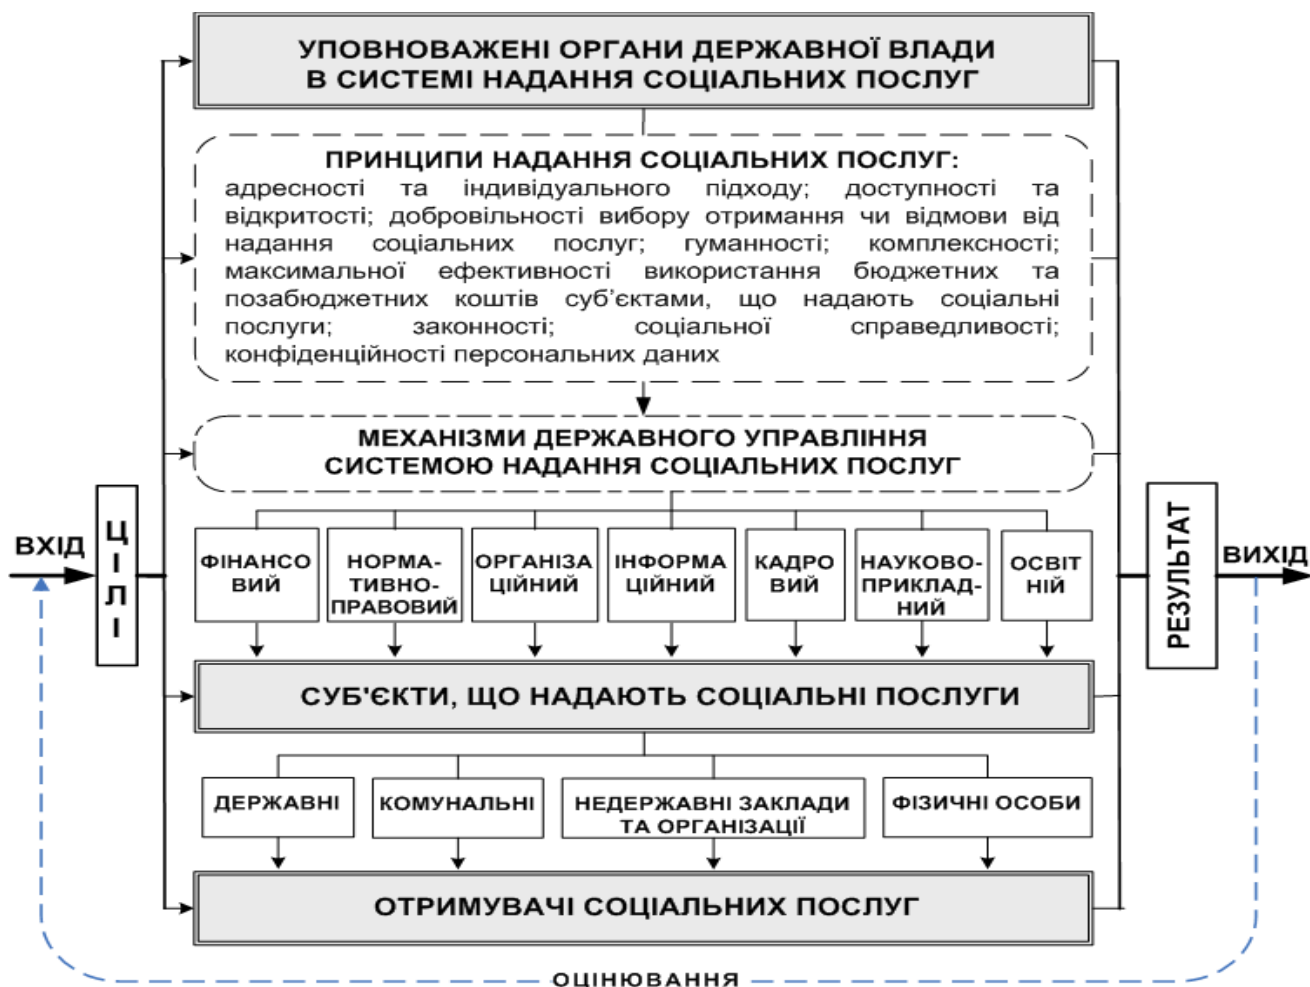 УПОВНОВАЖЕНІ ОРГАНИ ДЕРЖАВНОЇ ВЛАДИ
В СИСТЕМІ НАДАННЯ СОЦІАЛЬНИХ ПОСЛУГ
ПРИНЦИПИ НАДАННЯ СОЦІАЛЬНИХ ПОСЛУГ:
адресності та індивідуального підходу; доступності та
відкритості; добровільності вибору отримання чи відмови від
надання соціальних послуг; гуманності; комплексності;
максимальної ефективності використання бюджетних та
позабюджетних коштів суб’єктами, що надають соціальні
послуги; законності; соціальної справедливості;
конфіденційності персональних даних
МЕХАНІЗМИ ДЕРЖАВНОГО УПРАВЛІННЯ
СИСТЕМОЮ НАДАННЯ СОЦІАЛЬНИХ ПОСЛУГ
ВХІД
ЦІЛІ
ФІНАНСО
ВИЙ
НОРМА-
ТИВНО-
ПРАВОВИЙ
ОРГАНІЗА
ЦІЙНИЙ
ІНФОРМА
ЦІЙНИЙ
КАДРО
ВИЙ
НАУКОВО-
ПРИКЛАД-
НИЙ
ОСВІТ
НІЙ
РЕЗУЛЬТАТ
ВИХІД
СУБ'ЄКТИ, ЩО НАДАЮТЬ СОЦІАЛЬНІ ПОСЛУГИ
ДЕРЖАВНІ
КОМУНАЛЬНІ
НЕДЕРЖАВНІ ЗАКЛАДИ
ТА ОРГАНІЗАЦІЇ
ФІЗИЧНІ ОСОБИ
ОТРИМУВАЧІ СОЦІАЛЬНИХ ПОСЛУГ
ОЦІНЮВАННЯ